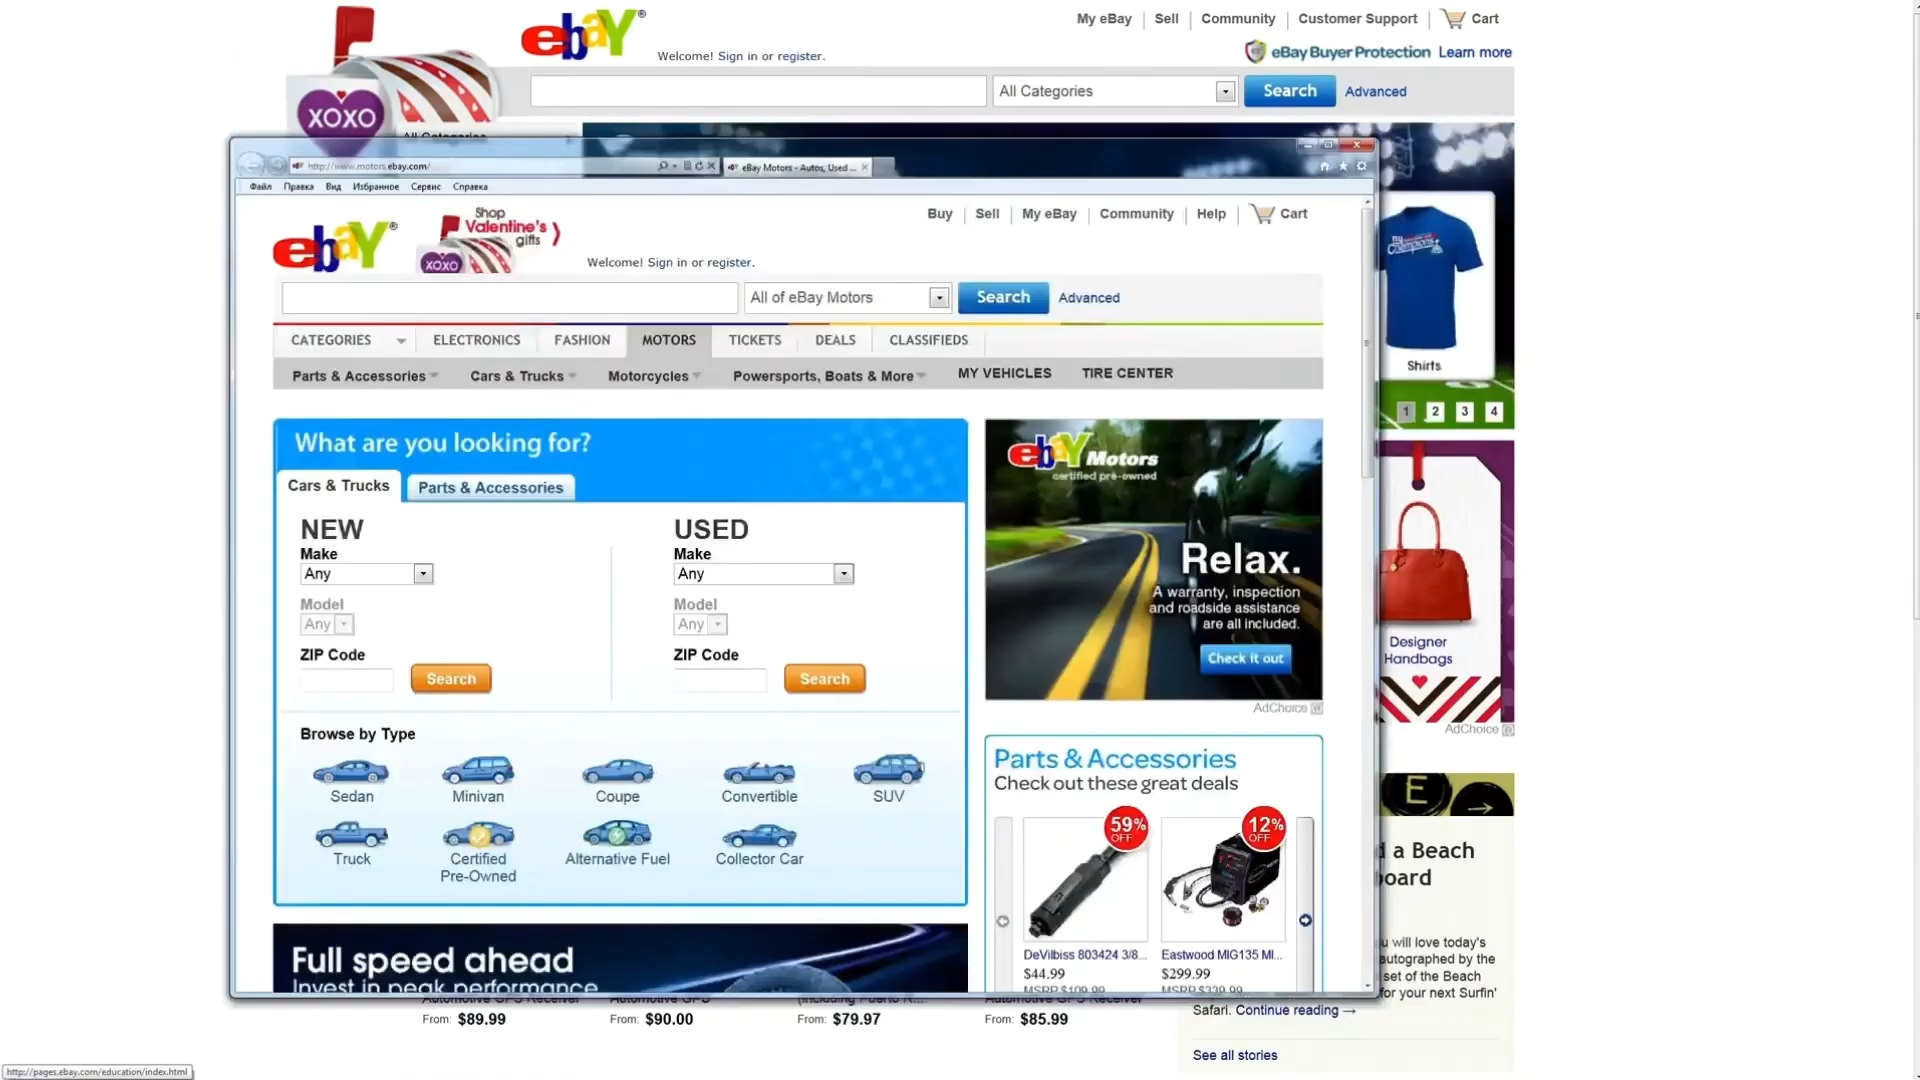 ebaY®
My eBay
Sell
Community
Customer Support
Cart
Welcome! Sign in or register.
eBay Buyer Protection Learn more
All Categories
Search
Advanced
XOXO
All Categories
http://www.motors.ebay.com/
eBay Motors - Autos, Used ...
Файл Правка Вид Избранное Сервис Справка
ebaY®
Shop
Valentine's
gifts
XOXO
Buy
Sell
My eBay
Community
Help
Cart
Welcome! Sign in or register.
All of eBay Motors
Search
Advanced
CATEGORIES
ELECTRONICS
FASHION
MOTORS
TICKETS
DEALS
CLASSIFIEDS
Parts & Accessories
Cars & Trucks
Motorcycles
Powersports, Boats & More
MY VEHICLES
TIRE CENTER
Shirts
1 2 3 4
What are you looking for?
Cars & Trucks
Parts & Accessories
NEW
Make
Any
Model
Any
ZIP Code
Search
USED
Make
Any
Model
Any
ZIP Code
Search
Browse by Type
Sedan
Minivan
Coupe
Convertible
SUV
Truck
Certified
Pre-Owned
Alternative Fuel
Collector Car
ebaY Motors
certified pre-owned
Relax.
A warranty, inspection
and roadside assistance
are all included.
Check it out
AdChoice
Designer
Handbags
AdChoice
Parts & Accessories
Check out these great deals
59%
OFF
12%
OFF
DeVilbiss 803424 3/8...
$44.99
MSRP $109.99
Eastwood MIG135 MI...
$299.99
MSRP $339.99
Full speed ahead
Invest in peak performance
E
d a Beach
board
u will love today's
autographed by the
set of the Beach
for your next Surfin'
Safari. Continue reading →
See all stories
Automotive GPS Receiver
From: $89.99
Automotive GPS
From: $90.00
From: $79.97
Automotive GPS Receiver
From: $85.99
http://pages.ebay.com/education/index.html